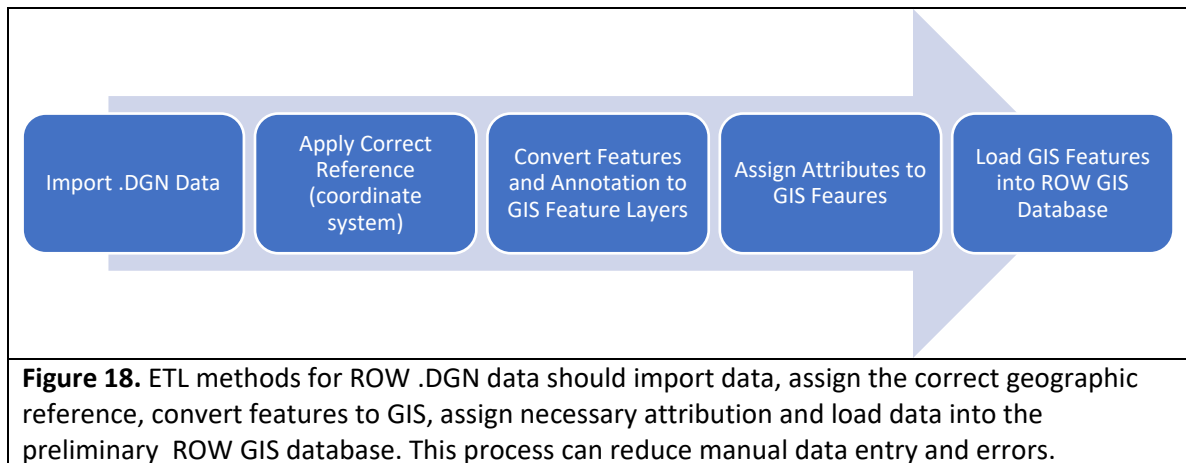 Import .DGN Data
Apply Correct
Reference
(coordinate
system)
Convert Features
and Annotation to
GIS Feature Layers
Assign Attributes to
GIS Feaures
Load GIS Features
into ROW GIS
Database
Figure 18. ETL methods for ROW .DGN data should import data, assign the correct geographic
reference, convert features to GIS, assign necessary attribution and load data into the
preliminary  ROW GIS database. This process can reduce manual data entry and errors.